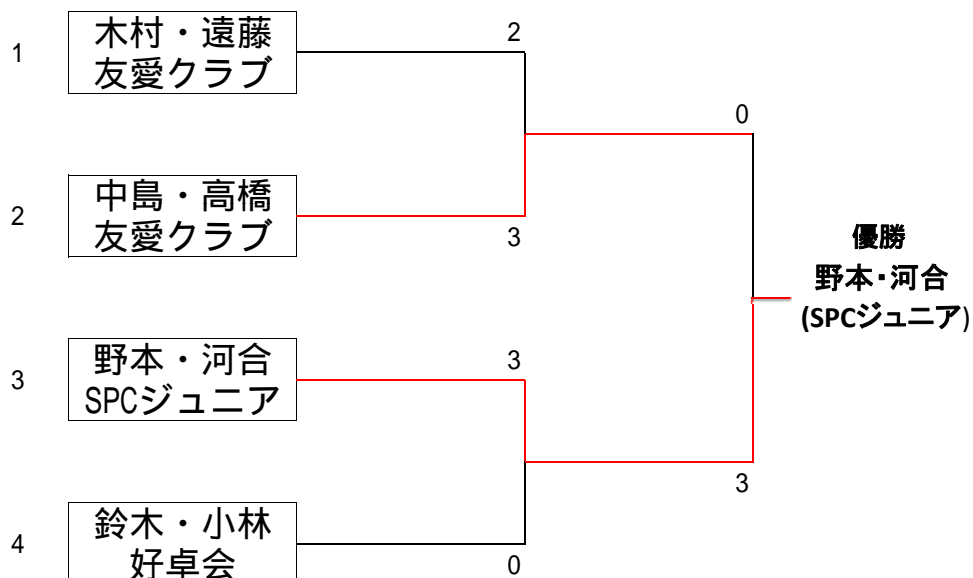 1
木村・遠藤
友愛クラブ
2
0
2
中島・高橋
友愛クラブ
3
優勝
野本・河合
(SPCジュニア)
3
野本・河合
SPCジュニア
3
3
4
鈴木・小林
好卓会
0